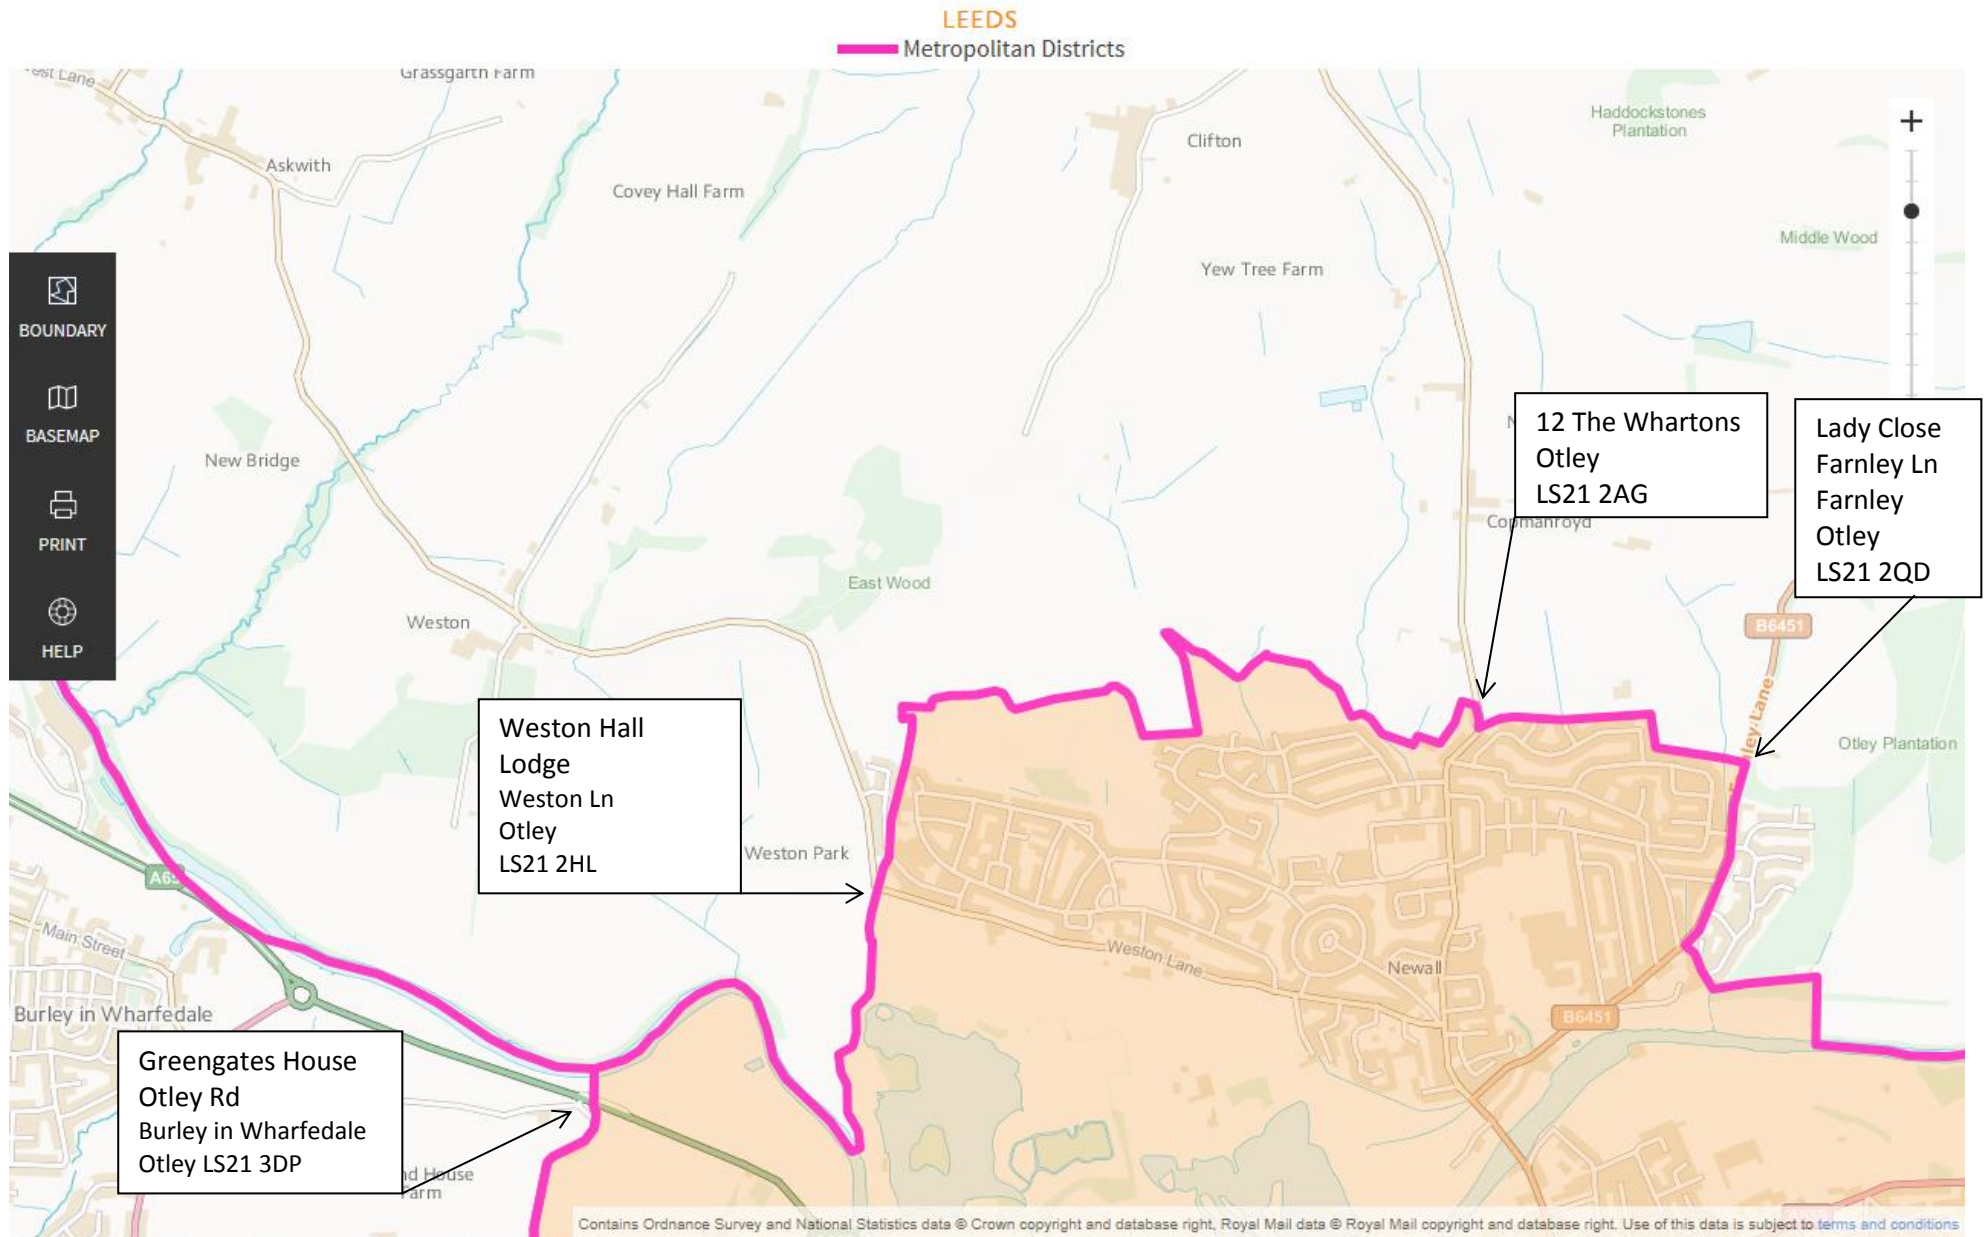 LEEDS
Metropolitan Districts
Grassgarth Farm
Askwith
Covey Hall Farm
Clifton
Haddockstones
Plantation
Middle Wood
Yew Tree Farm
BOUNDARY
BASEMAP
PRINT
HELP
New Bridge
12 The Whartons
Otley
LS21 2AG
Lady Close
Farnley Ln
Farnley
Otley
LS21 2QD
Copmanroyd
East Wood
Weston
B6451
Otley Plantation
Weston Hall
Lodge
Weston Ln
Otley
LS21 2HL
Weston Park
A65
Main Street
Weston Lane
Newall
Burley in Wharfedale
B6451
Greengates House
Otley Rd
Burley in Wharfedale
Otley LS21 3DP
House
Farm
Contains Ordnance Survey and National Statistics data © Crown copyright and database right, Royal Mail data © Royal Mail copyright and database right. Use of this data is subject to terms and conditions